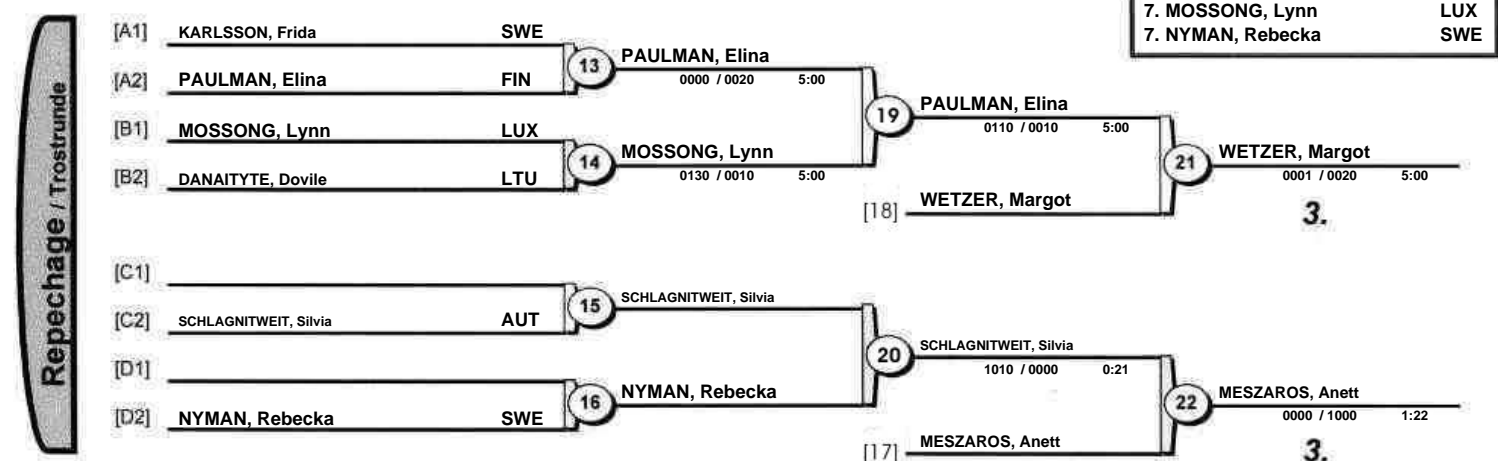 7. MOSSONG, Lynn LUX
7. NYMAN, Rebecka SWE
Repechage / Trostrunde
[A1] KARLSSON, Frida SWE
13 PAULMAN, Elina
0000 / 0020 5:00
[A2] PAULMAN, Elina FIN
19 PAULMAN, Elina
0110 / 0010 5:00
[B1] MOSSONG, Lynn LUX
14 MOSSONG, Lynn
0130 / 0010 5:00
[B2] DANAITYTE, Dovile LTU
21 WETZER, Margot
0001 / 0020 5:00
[18] WETZER, Margot
3.
[C1]
15 SCHLAGNITWEIT, Silvia
[C2] SCHLAGNITWEIT, Silvia AUT
20 SCHLAGNITWEIT, Silvia
1010 / 0000 0:21
[D1]
16 NYMAN, Rebecka
[D2] NYMAN, Rebecka SWE
22 MESZAROS, Anett
0000 / 1000 1:22
[17] MESZAROS, Anett
3.